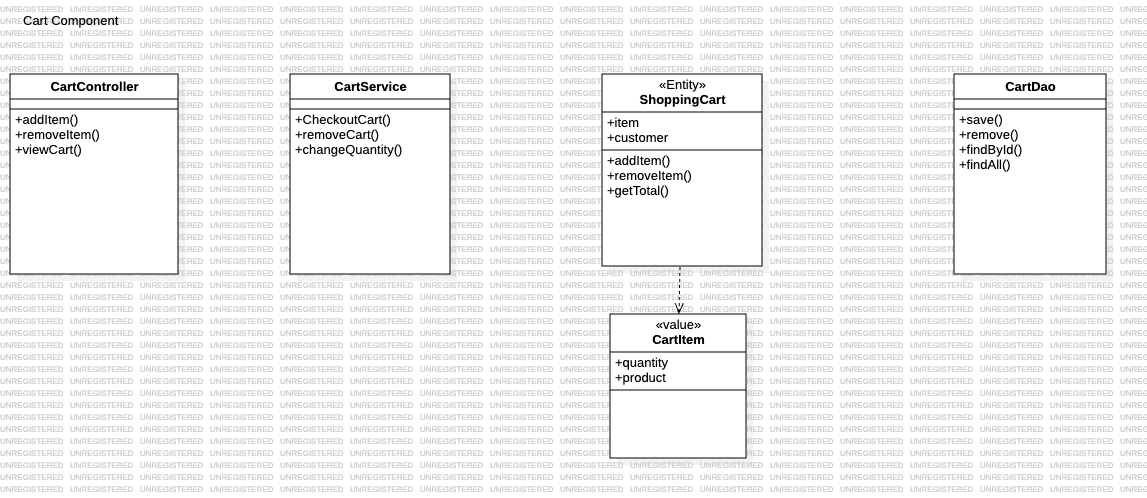 Cart Component
CartController
+addItem()
+removeItem()
+viewCart()
CartService
+CheckoutCart()
+removeCart()
+changeQuantity()
«Entity»
ShoppingCart
+item
+customer
+addItem()
+removeItem()
+getTotal()
CartDao
+save()
+remove()
+findById()
+findAll()
«value»
CartItem
+quantity
+product
UNREGISTERED